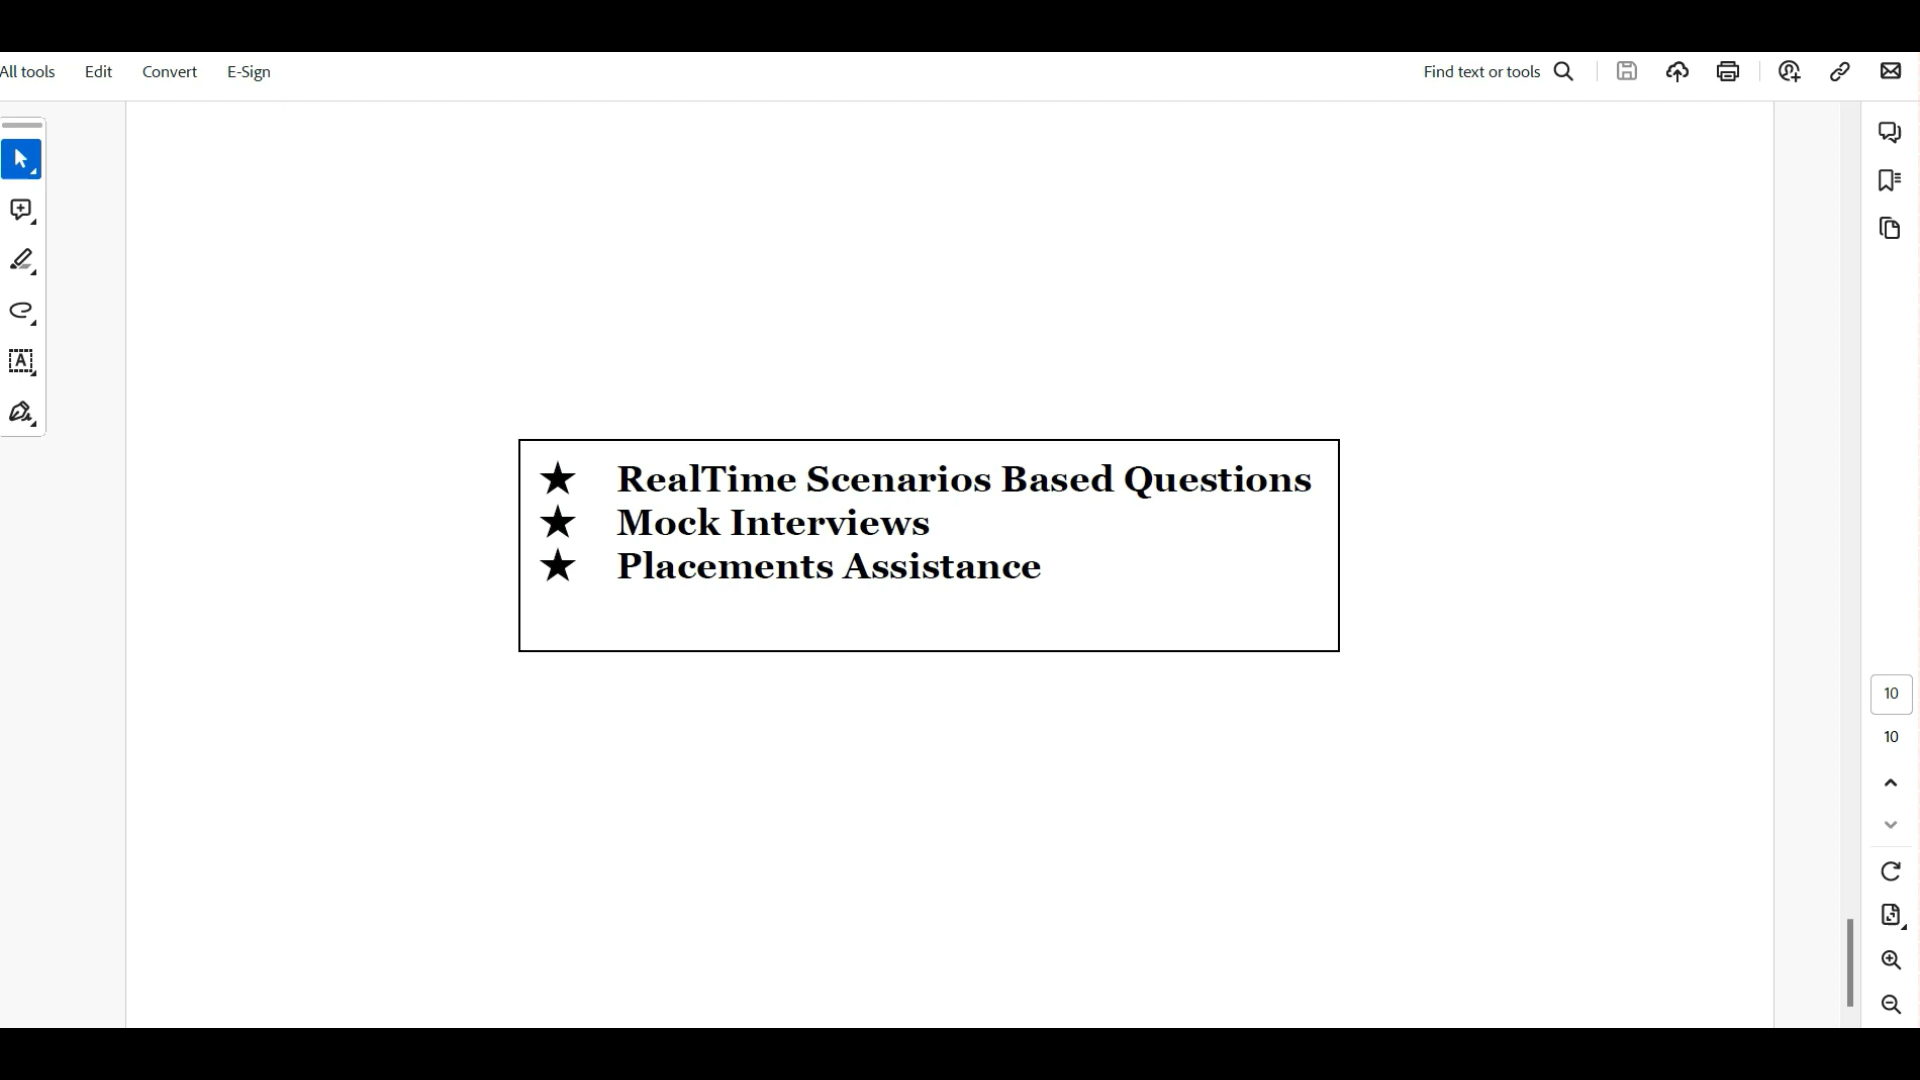 All tools Edit Convert E-Sign Find text or tools
★ RealTime Scenarios Based Questions
★ Mock Interviews
★ Placements Assistance
10
10